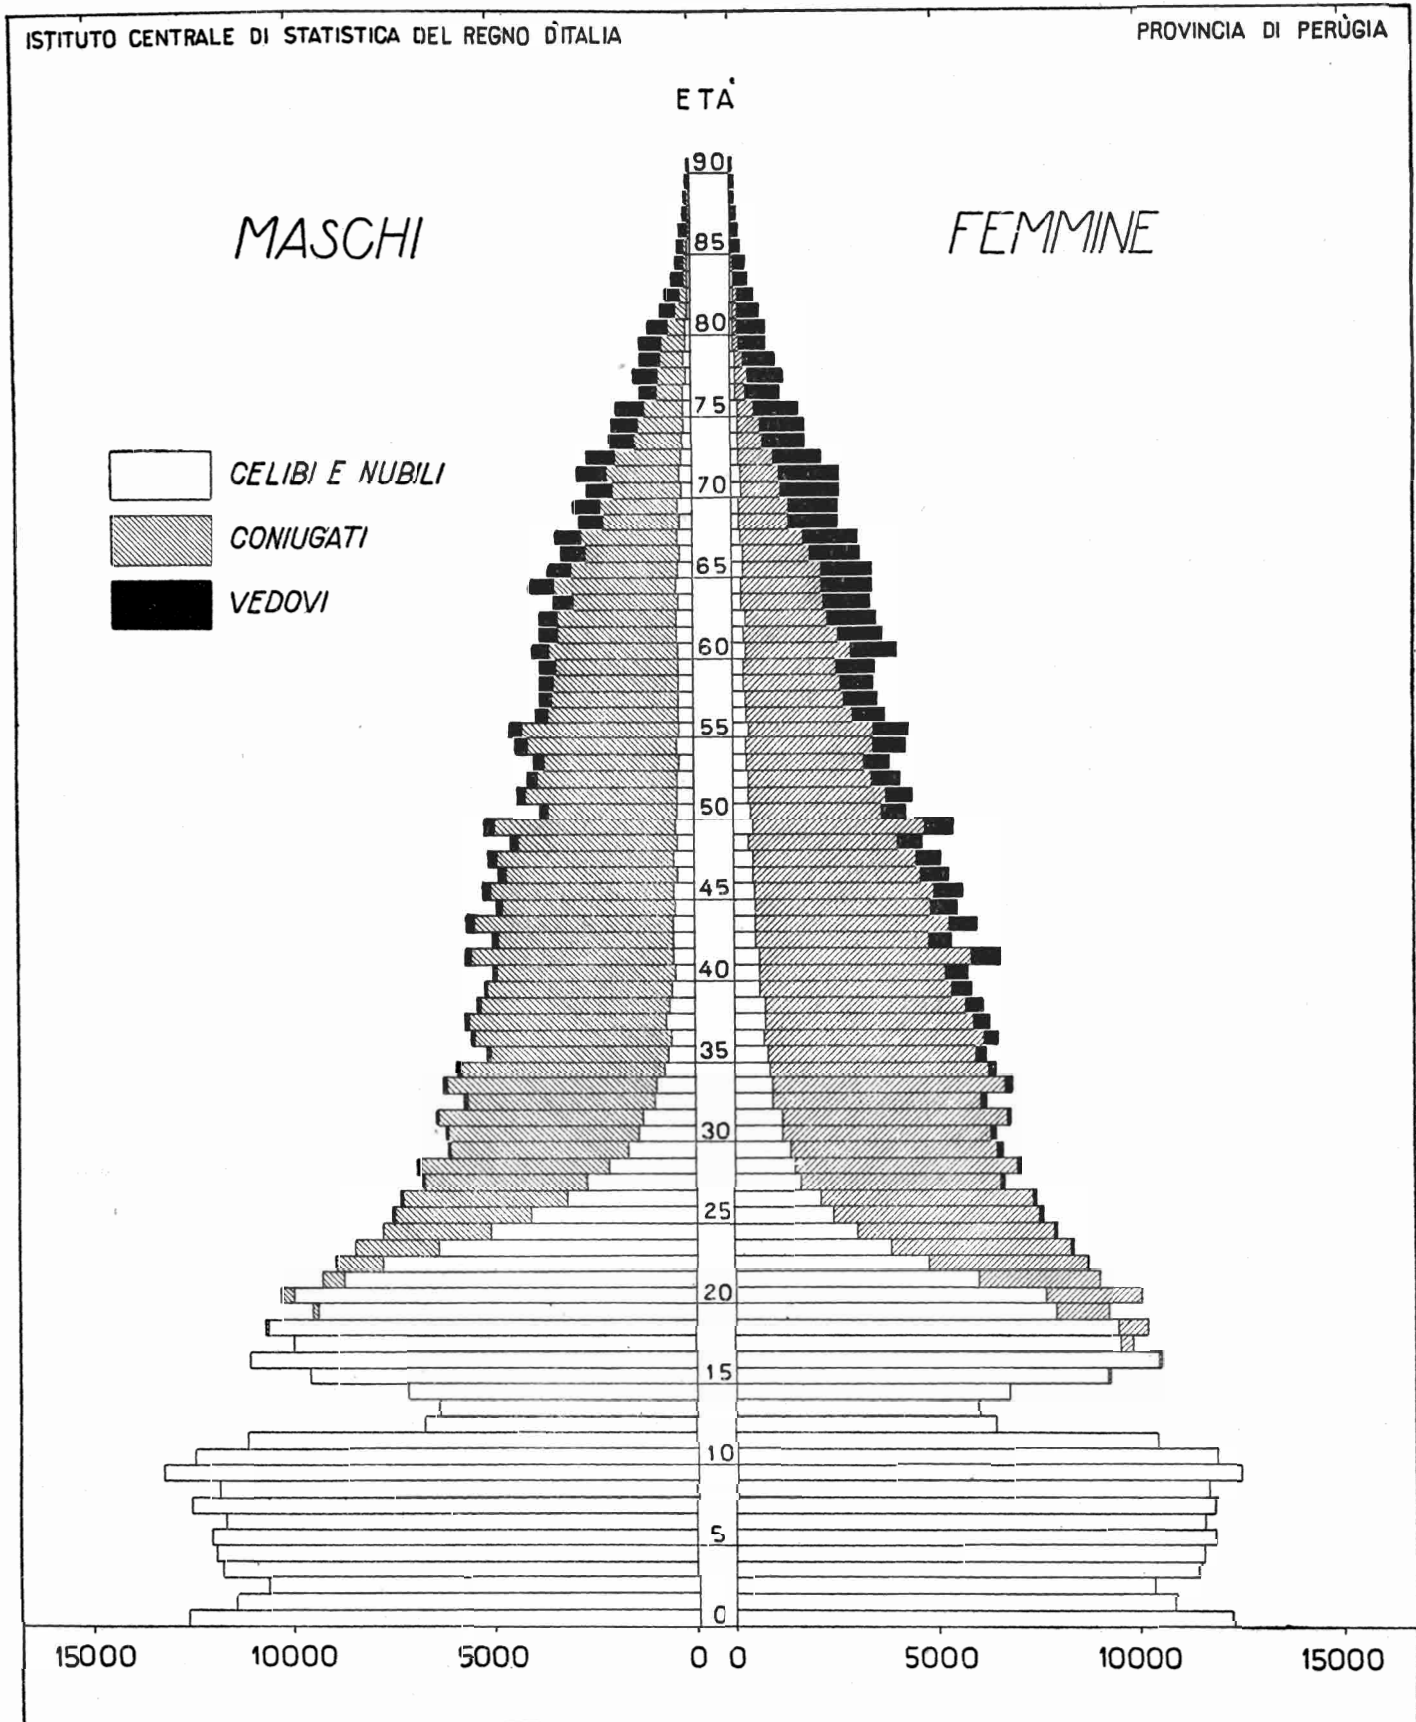 ISTITUTO CENTRALE DI STATISTICA DEL REGNO D'ITALIA
PROVINCIA DI PERÙGIA
ETÀ
MASCHI
FEMMINE
CELIBI E NUBILI
CONIUGATI
VEDOVI
90
85
80
75
70
65
60
55
50
45
40
35
30
25
20
15
10
5
0
15000 10000 5000 0 0 5000 10000 15000